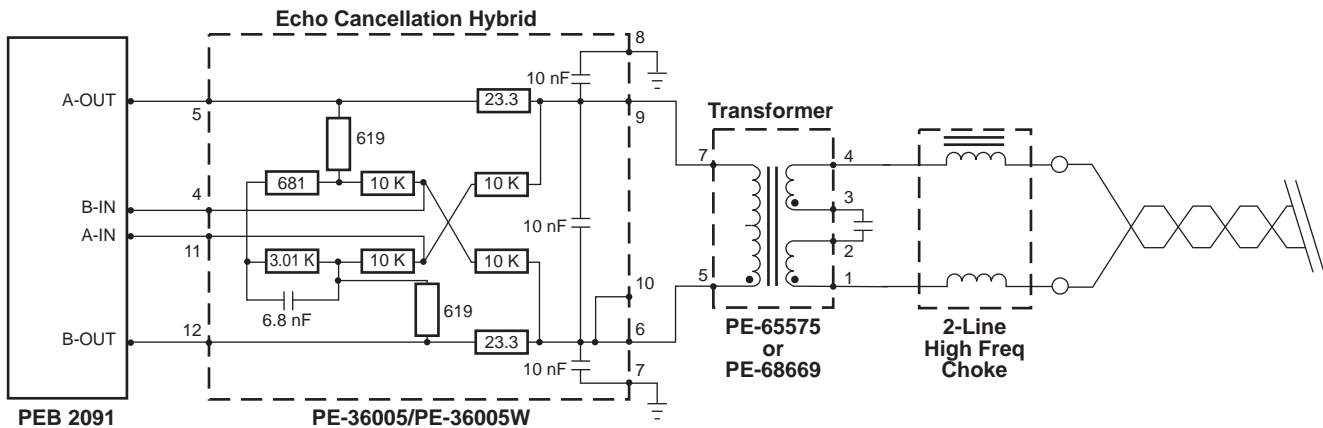 Echo Cancellation Hybrid
8
10 nF
A-OUT
5
23.3
9
Transformer
619
7
4
681
10 K
10 K
4
B-IN
3
A-IN
10 nF
11
2
3.01 K
10 K
10 K
5
1
10
6.8 nF
619
6
B-OUT
12
23.3
10 nF
7
PE-65575
or
PE-68669
2-Line
High Freq
Choke
PEB 2091
PE-36005/PE-36005W